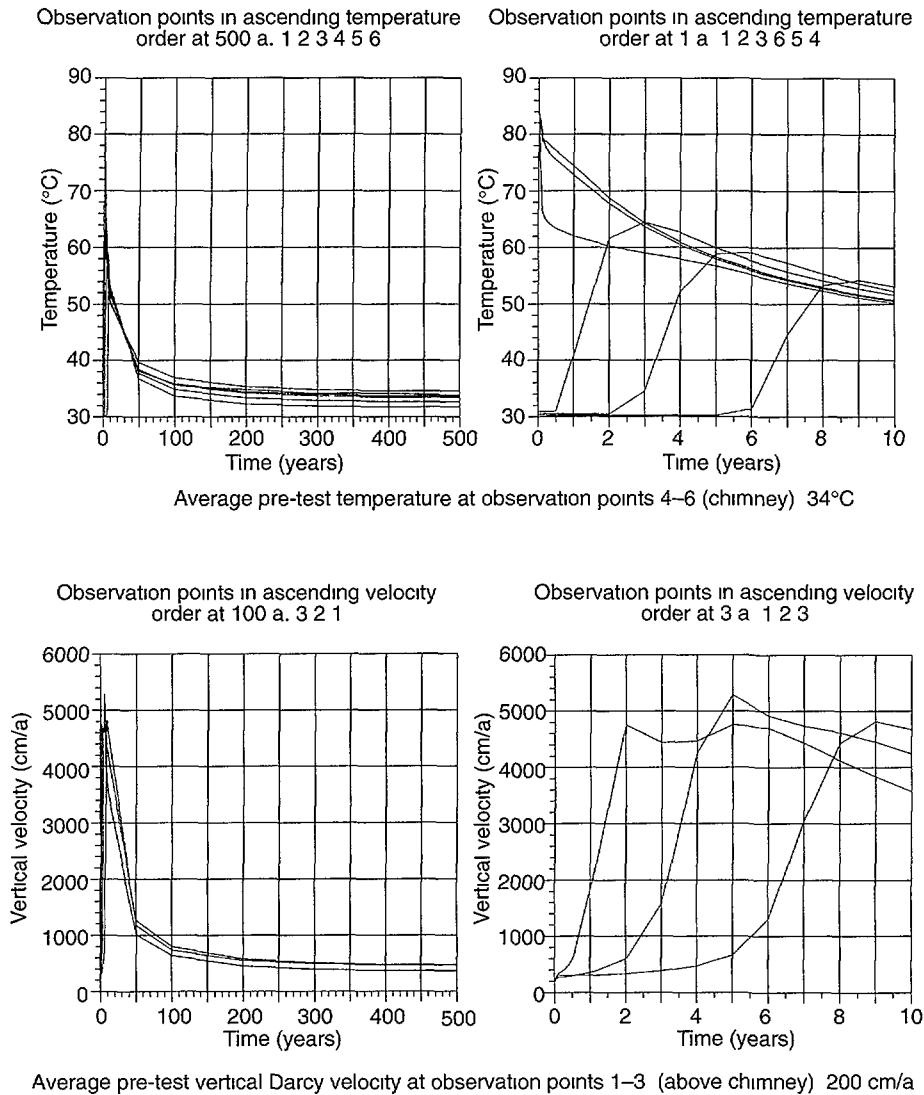 Observation points in ascending temperature
order at 500 a. 1 2 3 4 5 6
Temperature (°C)
90
80
70
60
50
40
30
0 100 200 300 400 500
Time (years)
Observation points in ascending temperature
order at 1 a 1 2 3 6 5 4
Temperature (°C)
90
80
70
60
50
40
30
0 2 4 6 8 10
Time (years)
Average pre-test temperature at observation points 4–6 (chimney) 34°C
Observation points in ascending velocity
order at 100 a. 3 2 1
Vertical velocity (cm/a)
6000
5000
4000
3000
2000
1000
0
0 100 200 300 400 500
Time (years)
Observation points in ascending velocity
order at 3 a 1 2 3
Vertical velocity (cm/a)
6000
5000
4000
3000
2000
1000
0
0 2 4 6 8 10
Time (years)
Average pre-test vertical Darcy velocity at observation points 1–3 (above chimney) 200 cm/a